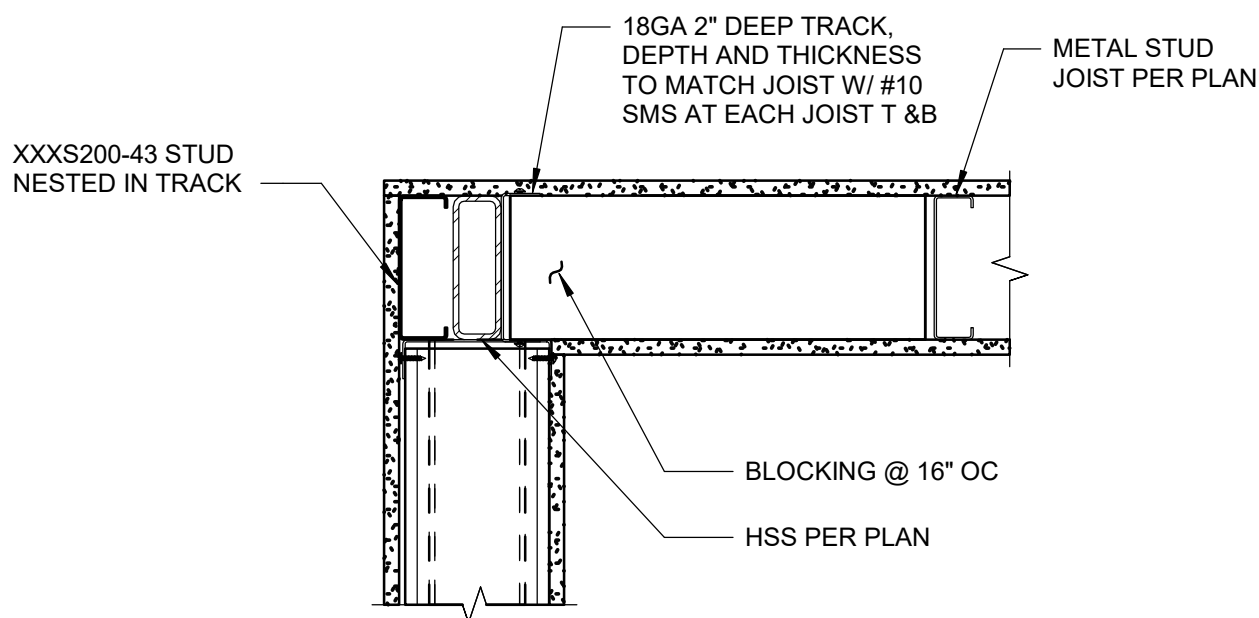 18GA 2" DEEP TRACK,
DEPTH AND THICKNESS
TO MATCH JOIST W/ #10
SMS AT EACH JOIST T &B
METAL STUD
JOIST PER PLAN
XXXS200-43 STUD
NESTED IN TRACK
BLOCKING @ 16" OC
HSS PER PLAN